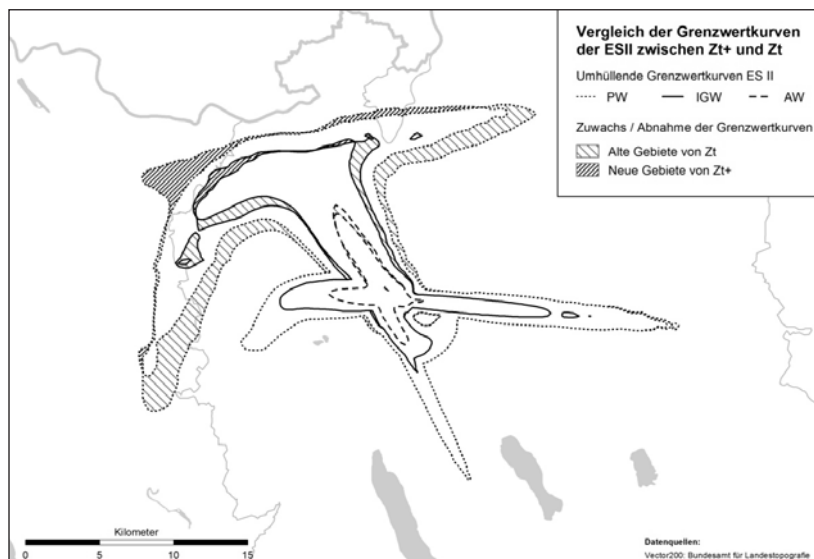 Vergleich der Grenzwertkurven
der ESII zwischen Zt+ und Zt
Umhüllende Grenzwertkurven ES II
PW IGW AW
Zuwachs / Abnahme der Grenzwertkurven
Alte Gebiete von Zt
Neue Gebiete von Zt+
Kilometer
0 5 10 15
Datenquellen:
Vector200: Bundesamt für Landestopografie